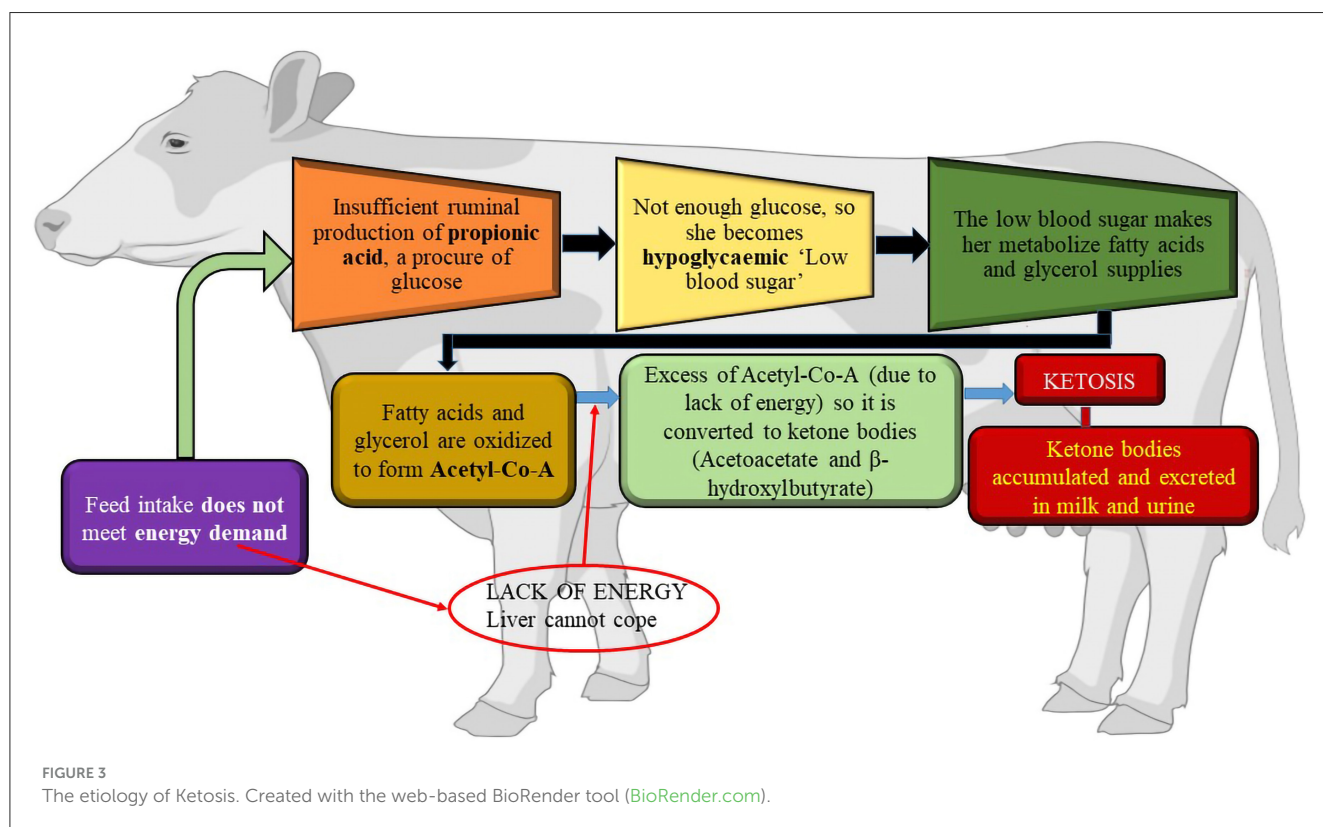 Insufficient ruminal
production of propionic
acid, a procure of
glucose
Not enough glucose, so
she becomes
hypoglycaemic ‘Low
blood sugar’
The low blood sugar makes
her metabolize fatty acids
and glycerol supplies
Fatty acids and
glycerol are oxidized
to form Acetyl-Co-A
Excess of Acetyl-Co-A (due to
lack of energy) so it is
converted to ketone bodies
(Acetoacetate and β-
hydroxylbutyrate)
KETOSIS
Ketone bodies
accumulated and excreted
in milk and urine
Feed intake does not
meet energy demand
LACK OF ENERGY
Liver cannot cope
FIGURE 3
The etiology of Ketosis. Created with the web-based BioRender tool (BioRender.com).